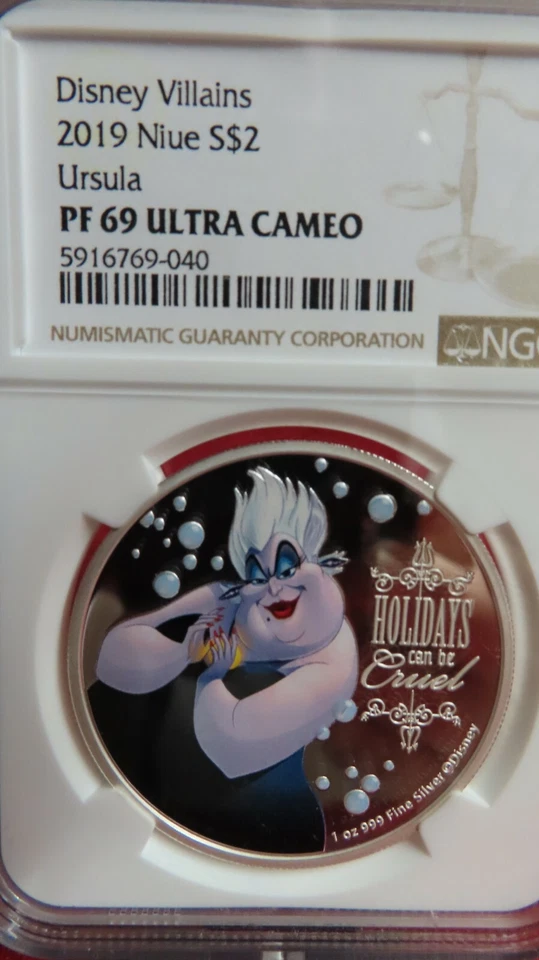 Disney Villains
2019 Niue S$2
Ursula
PF 69 ULTRA CAMEO
5916769-040
NUMISMATIC GUARANTY CORPORATION
NG
HOLIDAYS
can be
Cruel
1 oz 999 Fine Silver ©Disney